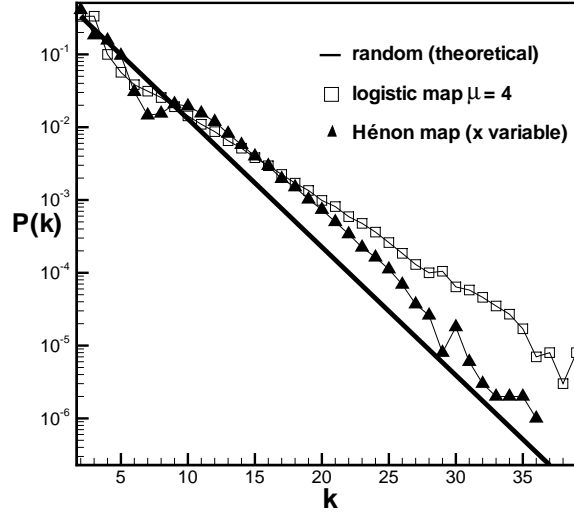 10⁻¹
10⁻²
10⁻³
10⁻⁴
10⁻⁵
10⁻⁶
P(k)
random (theoretical)
logistic map μ = 4
Hénon map (x variable)
5 10 15 20 25 30 35
k